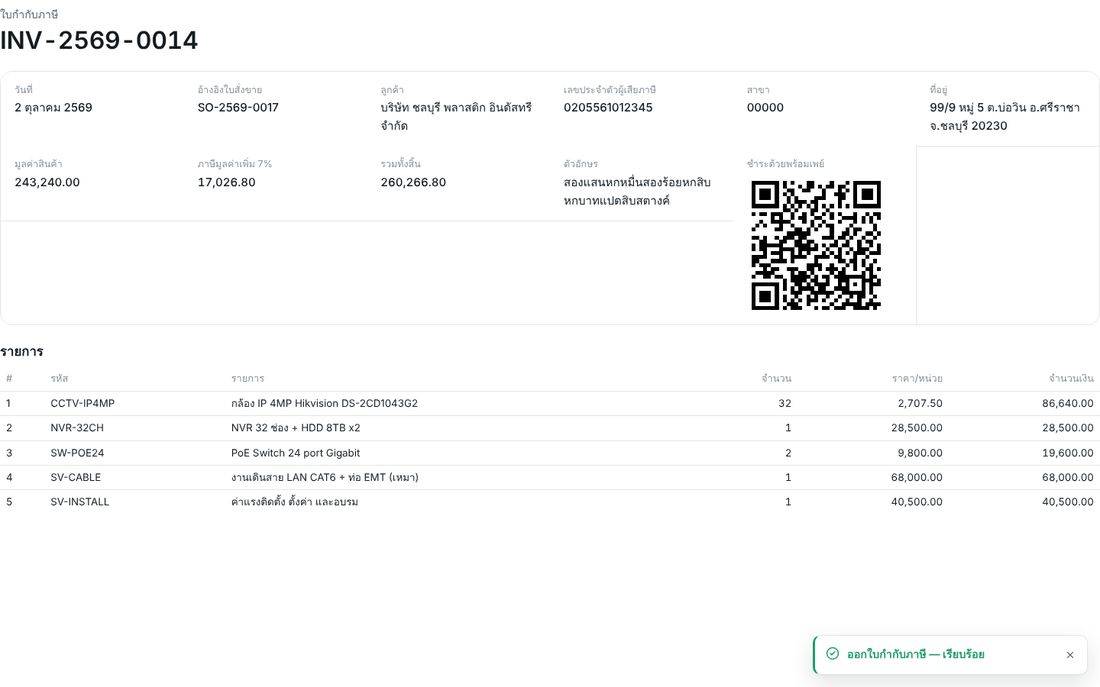 ใบกำกับภาษี
INV-2569-0014
วันที่ อ้างอิงใบสั่งขาย ลูกค้า เลขประจำตัวผู้เสียภาษี สาขา ที่อยู่
2 ตุลาคม 2569 SO-2569-0017 บริษัท ชลบุรี พลาสติก อินดัสทรี 0205561012345 00000 99/9 หมู่ 5 ต.บ่อวิน อ.ศรีราชา
จำกัด จ.ชลบุรี 20230
มูลค่าสินค้า ภาษีมูลค่าเพิ่ม 7% รวมทั้งสิ้น ตัวอักษร ชำระด้วยพร้อมเพย์
243,240.00 17,026.80 260,266.80 สองแสนหกหมื่นสองร้อยหกสิบ
หกบาทแปดสิบสตางค์
รายการ
# รหัส รายการ จำนวน ราคา/หน่วย จำนวนเงิน
1 CCTV-IP4MP กล้อง IP 4MP Hikvision DS-2CD1043G2 32 2,707.50 86,640.00
2 NVR-32CH NVR 32 ช่อง + HDD 8TB x2 1 28,500.00 28,500.00
3 SW-POE24 PoE Switch 24 port Gigabit 2 9,800.00 19,600.00
4 SV-CABLE งานเดินสาย LAN CAT6 + ท่อ EMT (เหมา) 1 68,000.00 68,000.00
5 SV-INSTALL ค่าแรงติดตั้ง ตั้งค่า และอบรม 1 40,500.00 40,500.00
ออกใบกำกับภาษี — เรียบร้อย